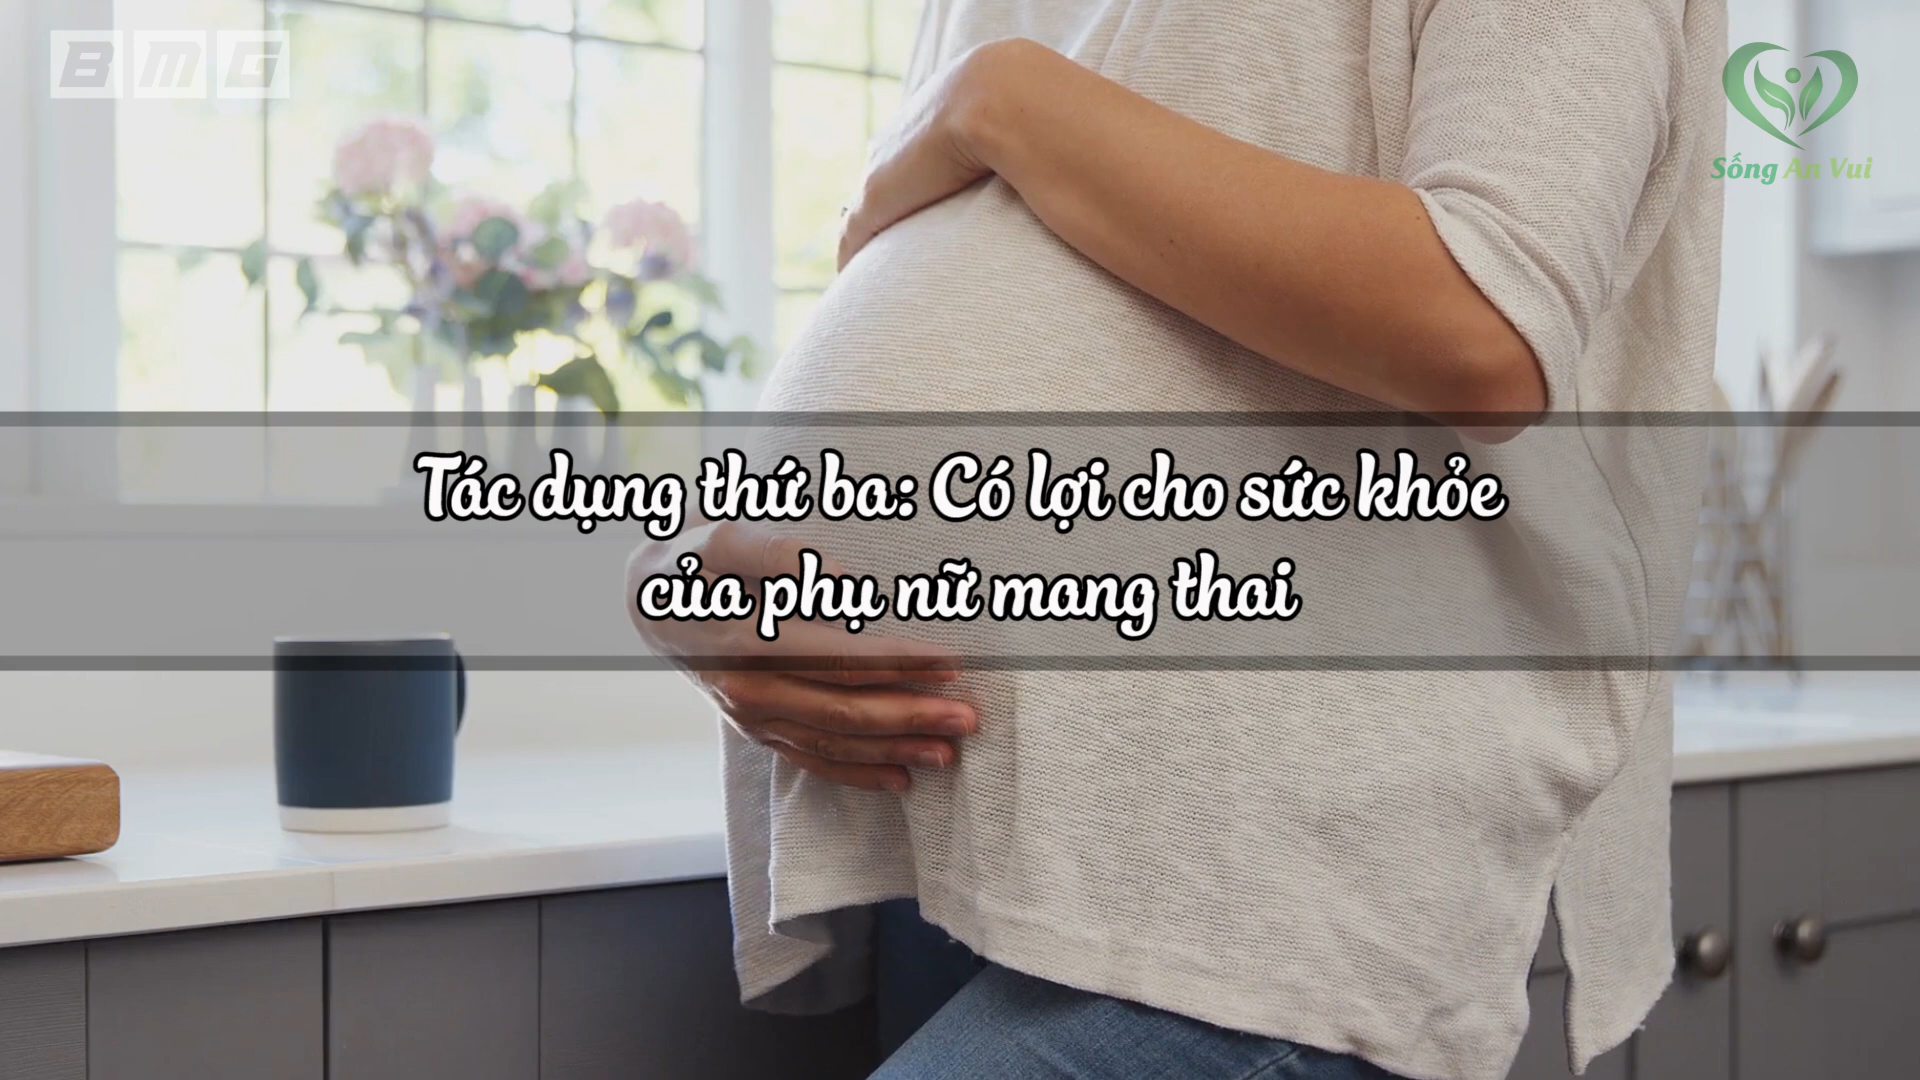 BMG
Sống An Vui
Tác dụng thứ ba: Có lợi cho sức khỏe
của phụ nữ mang thai